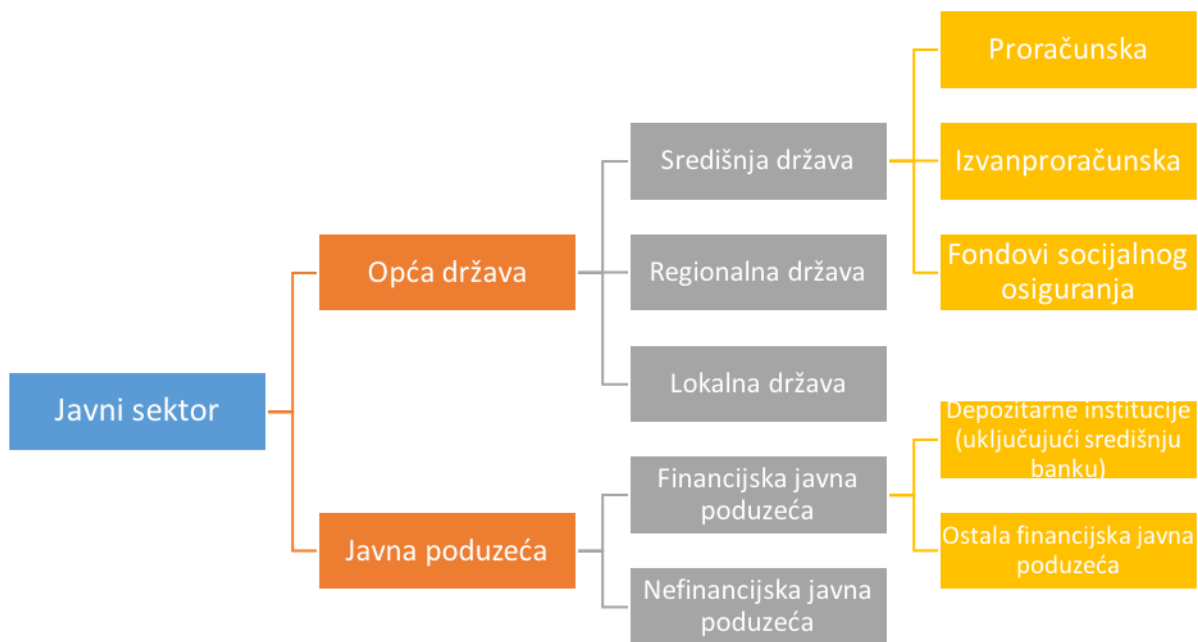 Javni sektor
Opća država
Javna poduzeća
Središnja država
Regionalna država
Lokalna država
Financijska javna
poduzeća
Nefinancijska javna
poduzeća
Proračunska
Izvanproračunska
Fondovi socijalnog
osiguranja
Depozitarne institucije
(uključujući središnju
banku)
Ostala financijska javna
poduzeća